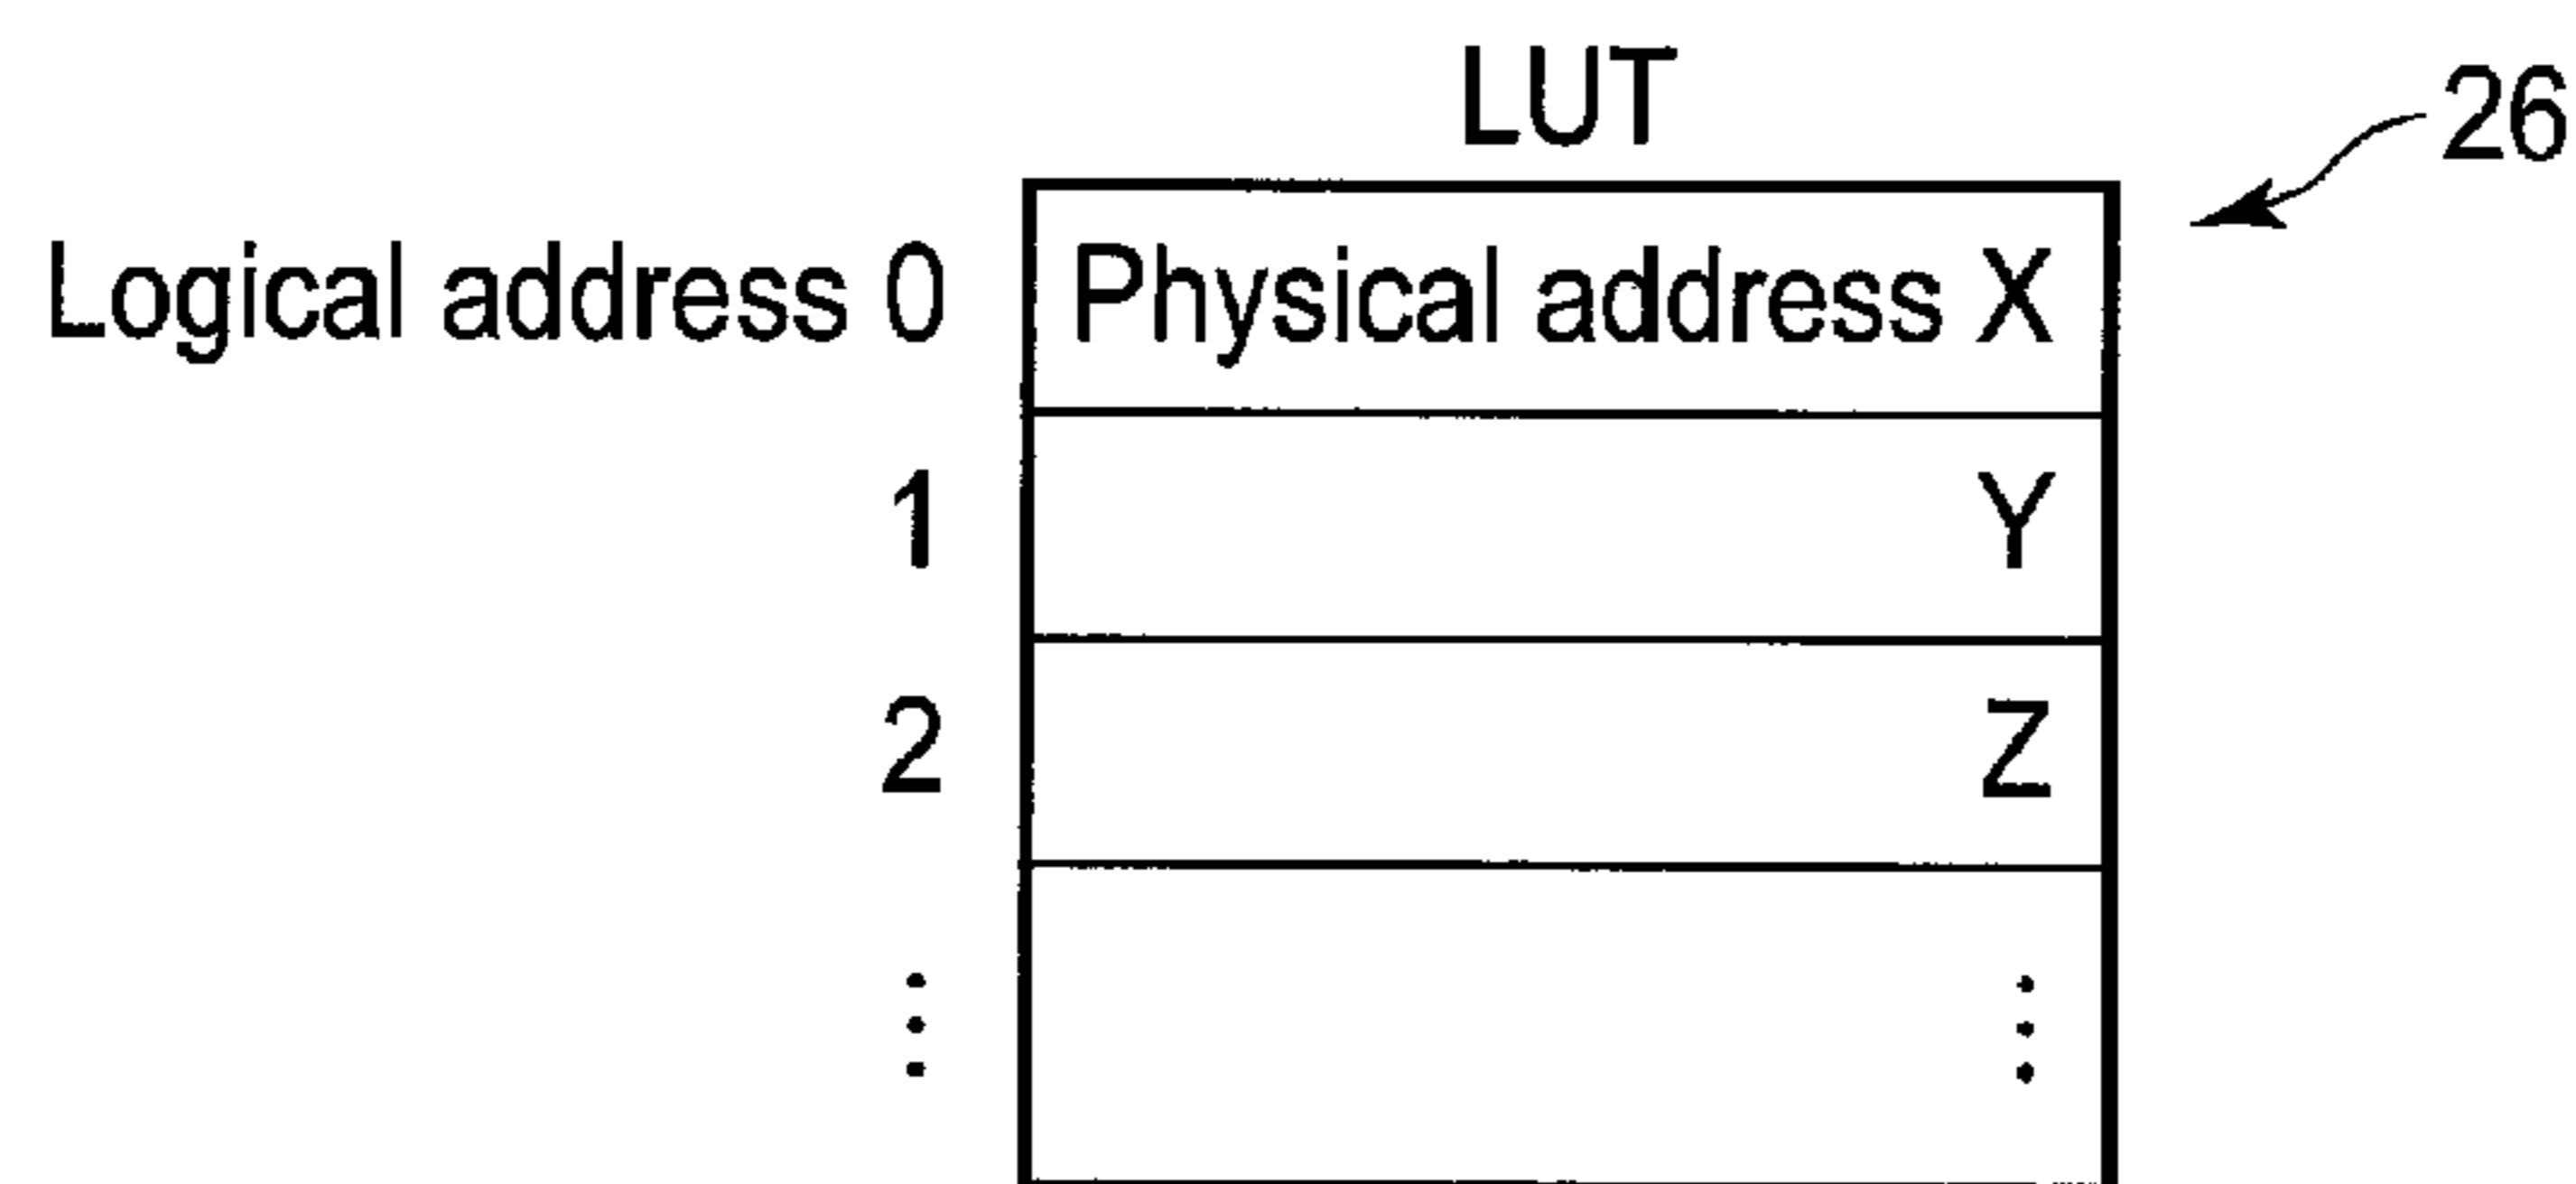 LUT
26
Logical address 0 Physical address X
1 Y
2 Z
⋮ ⋮